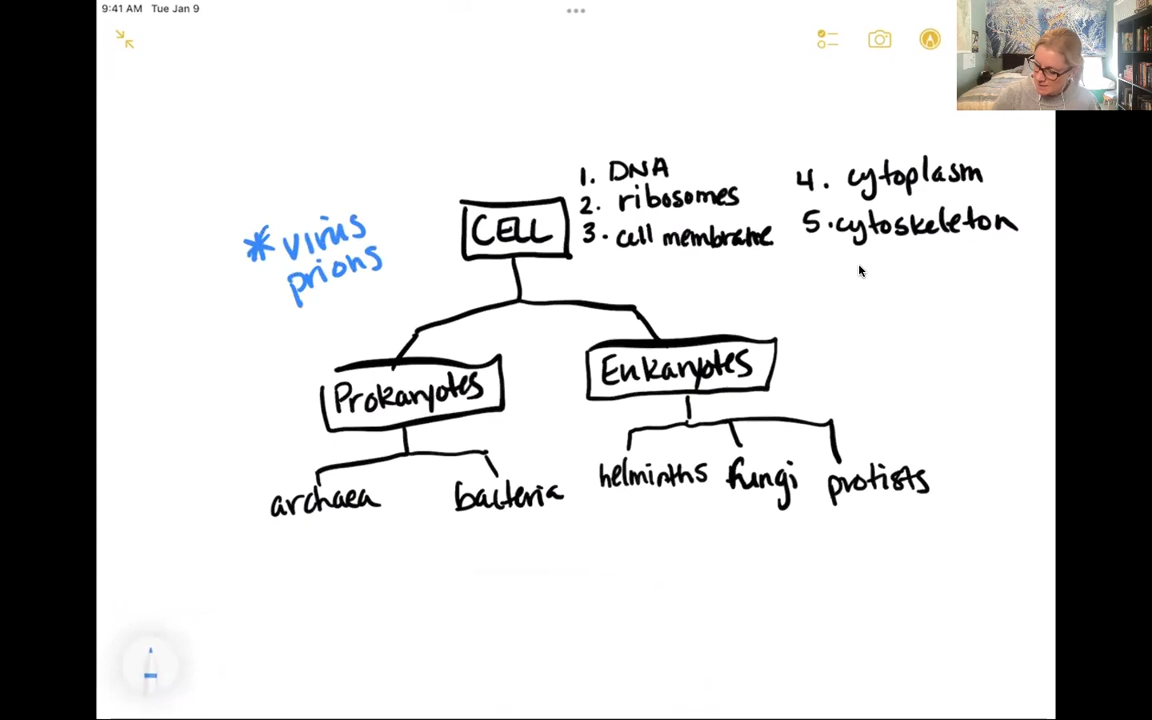 9:41 AM Tue Jan 9
1. DNA
2. ribosomes
3. cell membrane
4. cytoplasm
5. cytoskeleton
CELL
* virus
prions
Prokaryotes
Eukaryotes
archaea
bacteria
helminths
fungi
protists